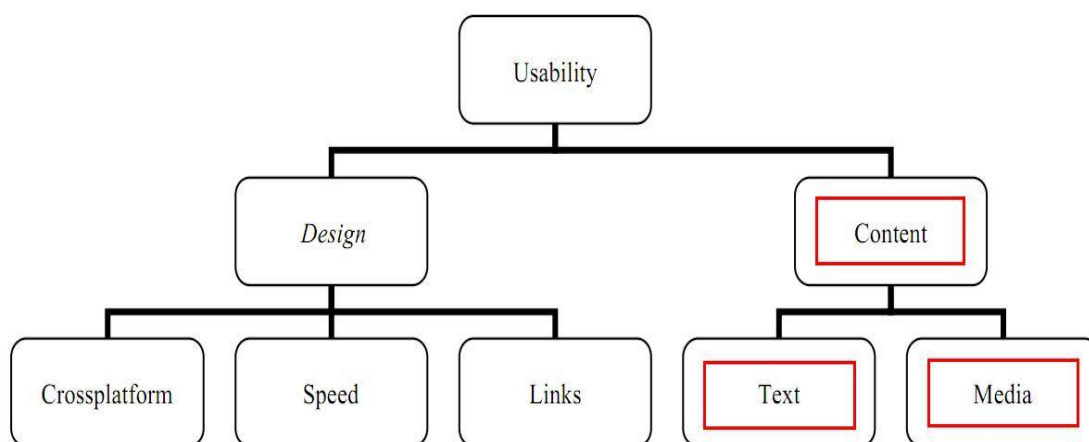 Usability
Design
Content
Crossplatform
Speed
Links
Text
Media